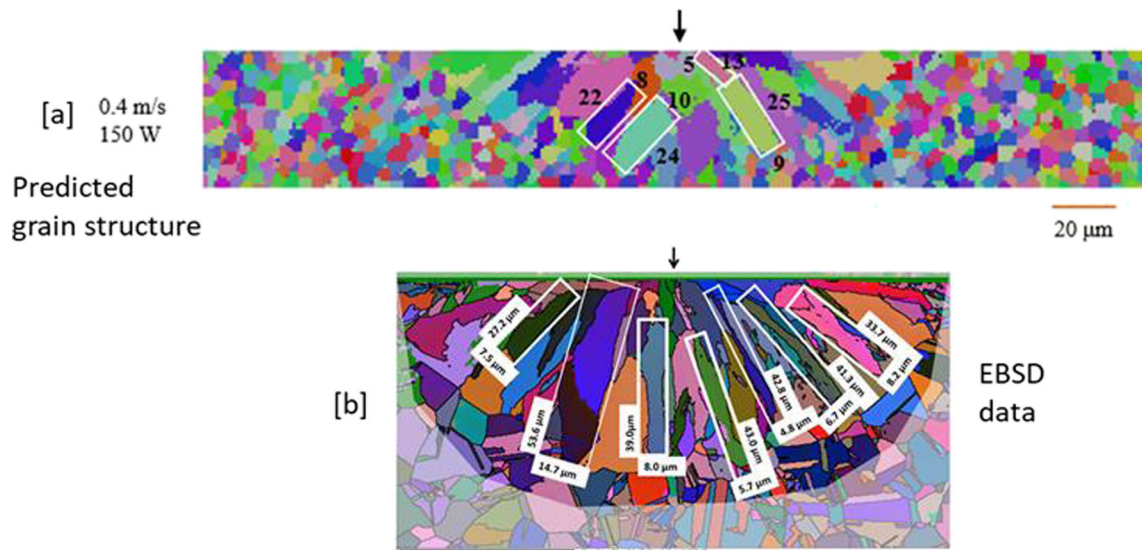 5
13
8
22
10
25
24
9
[a]
0.4 m/s
150 W
Predicted
grain structure
20 µm
27.2 µm
7.5 µm
53.6 µm
14.7 µm
39.0µm
8.0 µm
43.0 µm
5.7 µm
42.8 µm
4.8 µm
41.3 µm
6.7 µm
33.7 µm
8.2 µm
[b]
EBSD
data